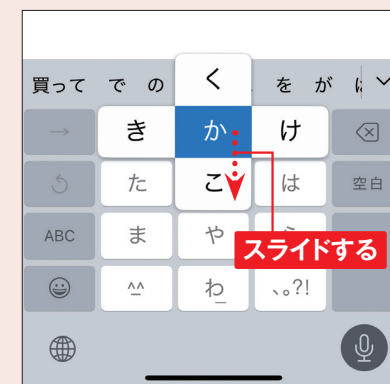 く
買って で の を が
→ き か け
た こ は
ABC ま や
スライドする
^^ わ_ 、。?!
空白